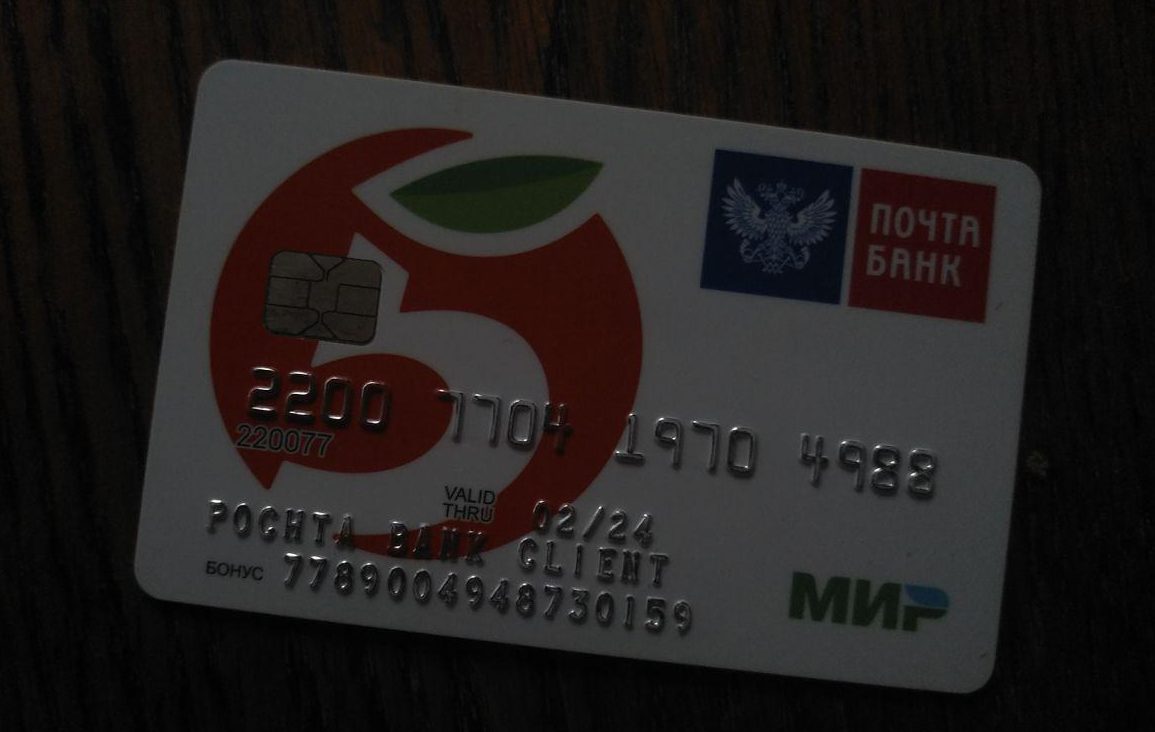 ПОЧТА
БАНК
2200 7704 1970 4988
220077
VALID
THRU 02/24
POCHTA BANK CLIENT
БОНУС 7789004948730159
МИР